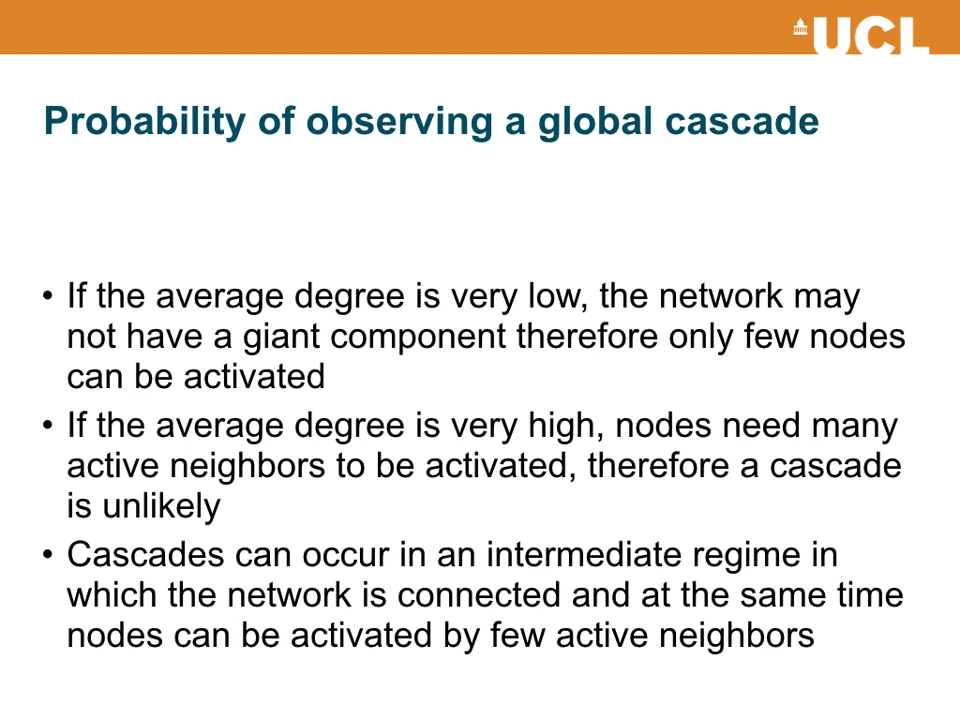 UCL
Probability of observing a global cascade
• If the average degree is very low, the network may
not have a giant component therefore only few nodes
can be activated
• If the average degree is very high, nodes need many
active neighbors to be activated, therefore a cascade
is unlikely
• Cascades can occur in an intermediate regime in
which the network is connected and at the same time
nodes can be activated by few active neighbors